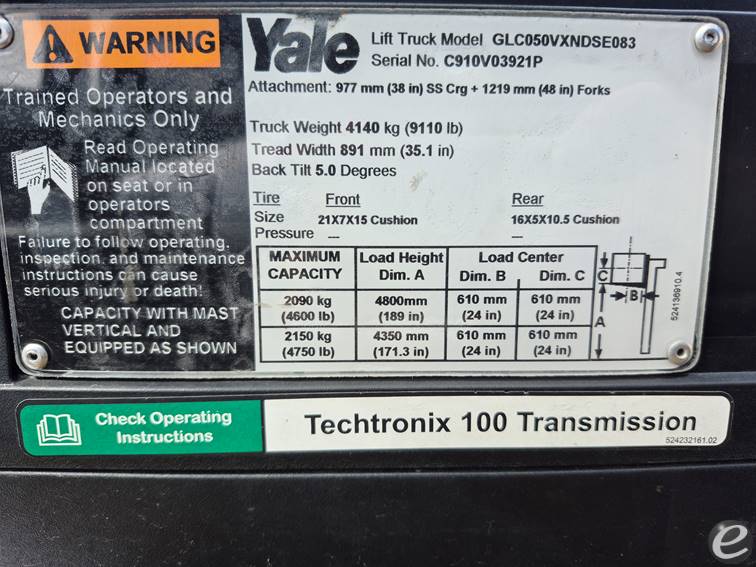 WARNING
Trained Operators and
Mechanics Only
Read Operating
Manual located
on seat or in
operators
compartment
Failure to follow operating,
inspection, and maintenance
instructions can cause
serious injury or death!
CAPACITY WITH MAST
VERTICAL AND
EQUIPPED AS SHOWN
Yale
Lift Truck Model GLC050VXNDSE083
Serial No. C910V03921P
Attachment: 977 mm (38 in) SS Crg + 1219 mm (48 in) Forks
Truck Weight 4140 kg (9110 lb)
Tread Width 891 mm (35.1 in)
Back Tilt 5.0 Degrees
Tire Front Rear
Size 21X7X15 Cushion 16X5X10.5 Cushion
Pressure — —
MAXIMUM Load Height Load Center
CAPACITY Dim. A Dim. B Dim. C
2090 kg 4800mm 610 mm 610 mm
(4600 lb) (189 in) (24 in) (24 in)
2150 kg 4350 mm 610 mm 610 mm
(4750 lb) (171.3 in) (24 in) (24 in)
C
B
A
524136910.4
Check Operating
Instructions
Techtronix 100 Transmission
524232161.02
e